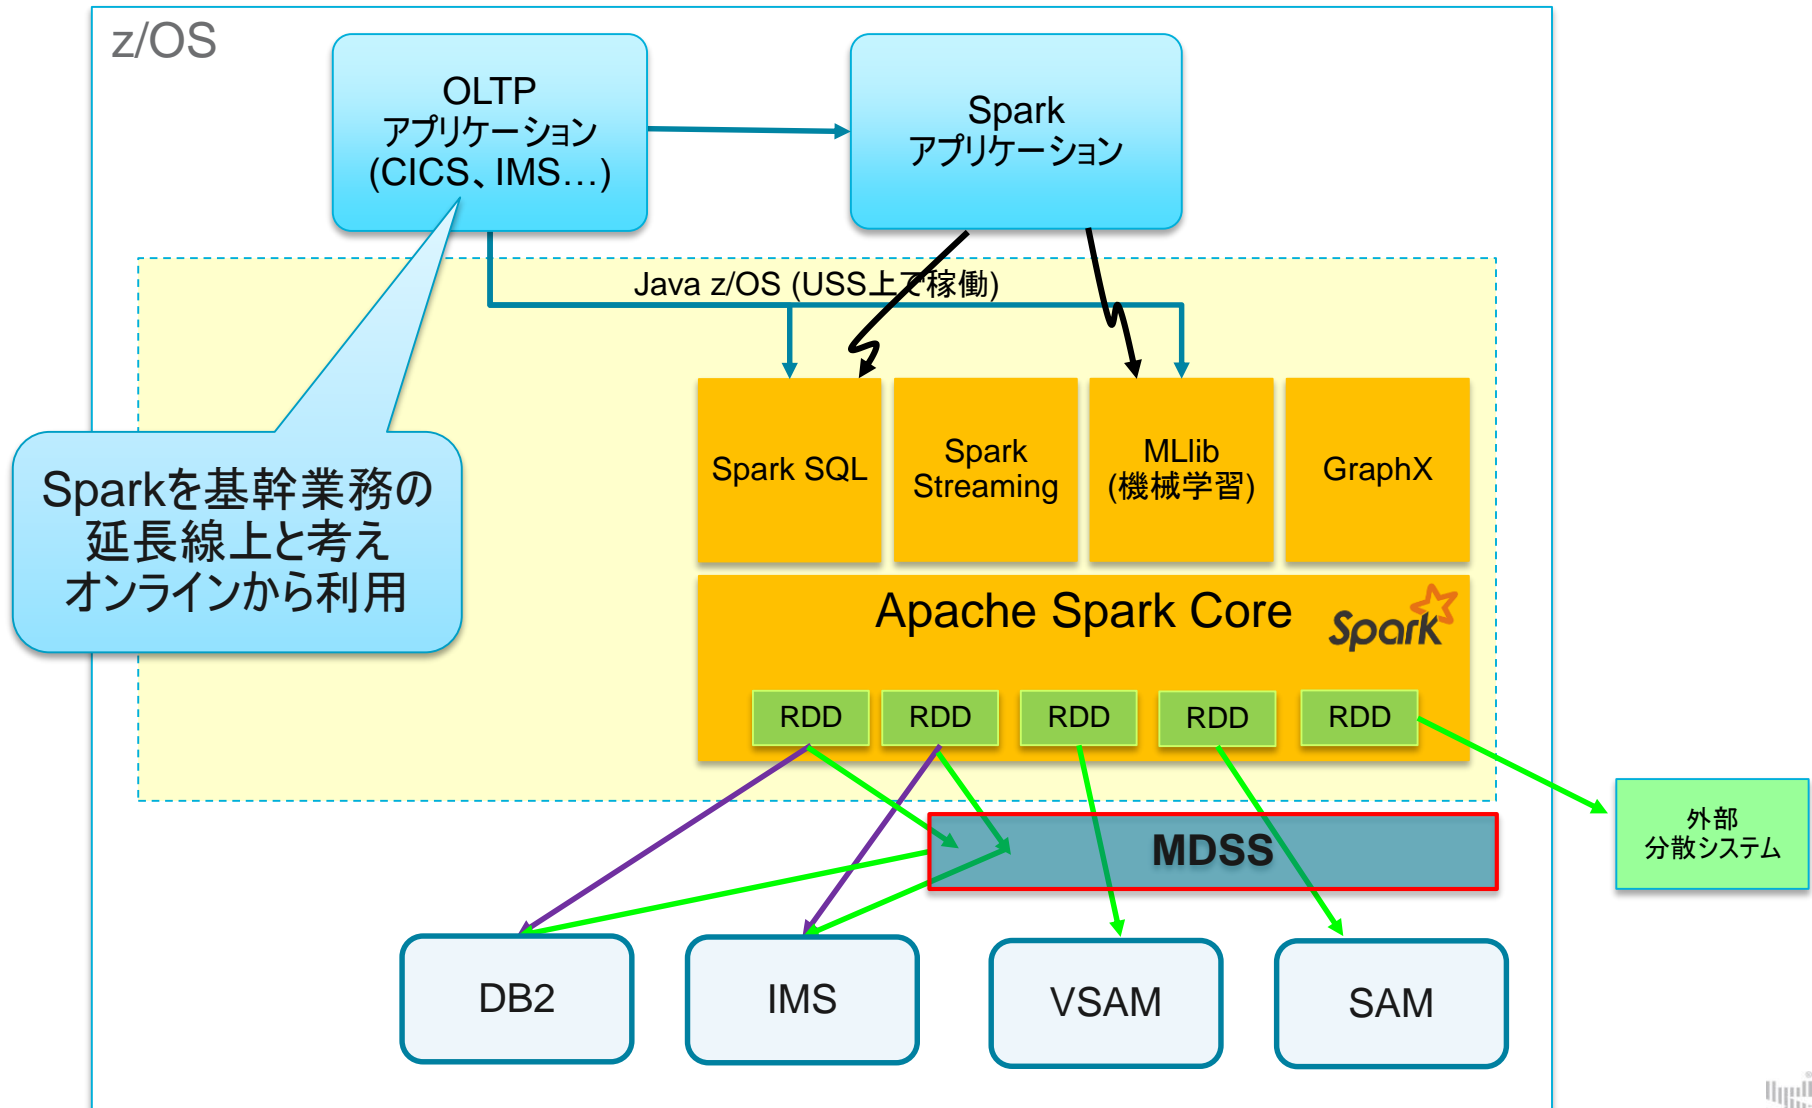 z/OS
OLTP
アプリケーション
(CICS、IMS…)
Spark
アプリケーション
Java z/OS (USS上で稼働)
Sparkを基幹業務の
延長線上と考え
オンラインから利用
Spark SQL
Spark
Streaming
MLlib
(機械学習)
GraphX
Apache Spark Core
Spark
RDD
RDD
RDD
RDD
RDD
MDSS
外部
分散システム
DB2
IMS
VSAM
SAM